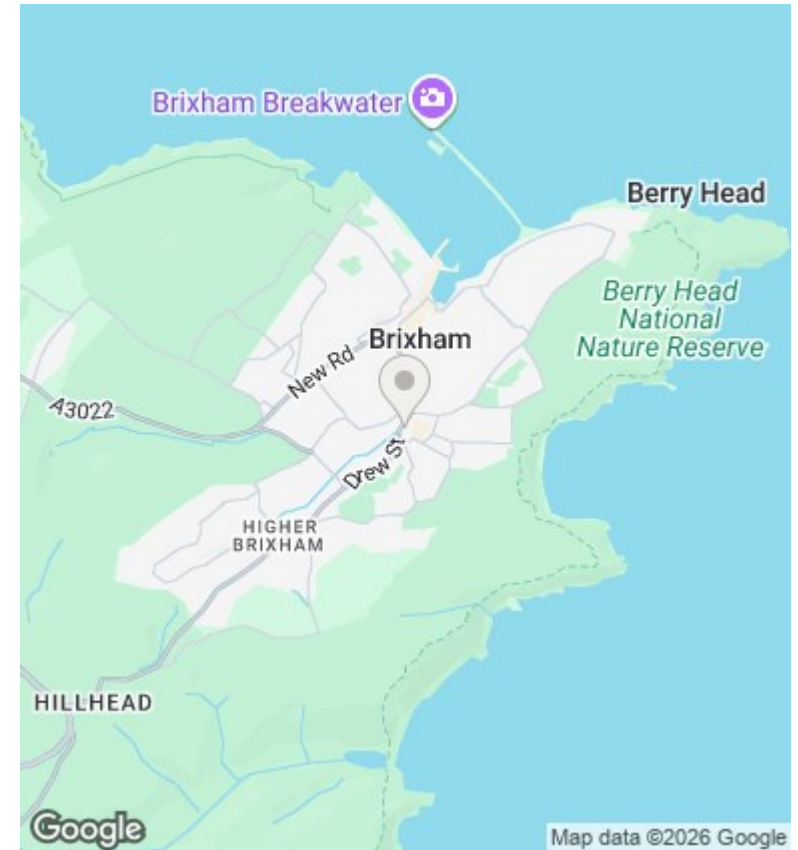 Brixham Breakwater
Berry Head
Berry Head
National
Nature Reserve
Brixham
New Rd
A3022
Drew St
HIGHER
BRIXHAM
HILLHEAD
Google
Map data ©2026 Google